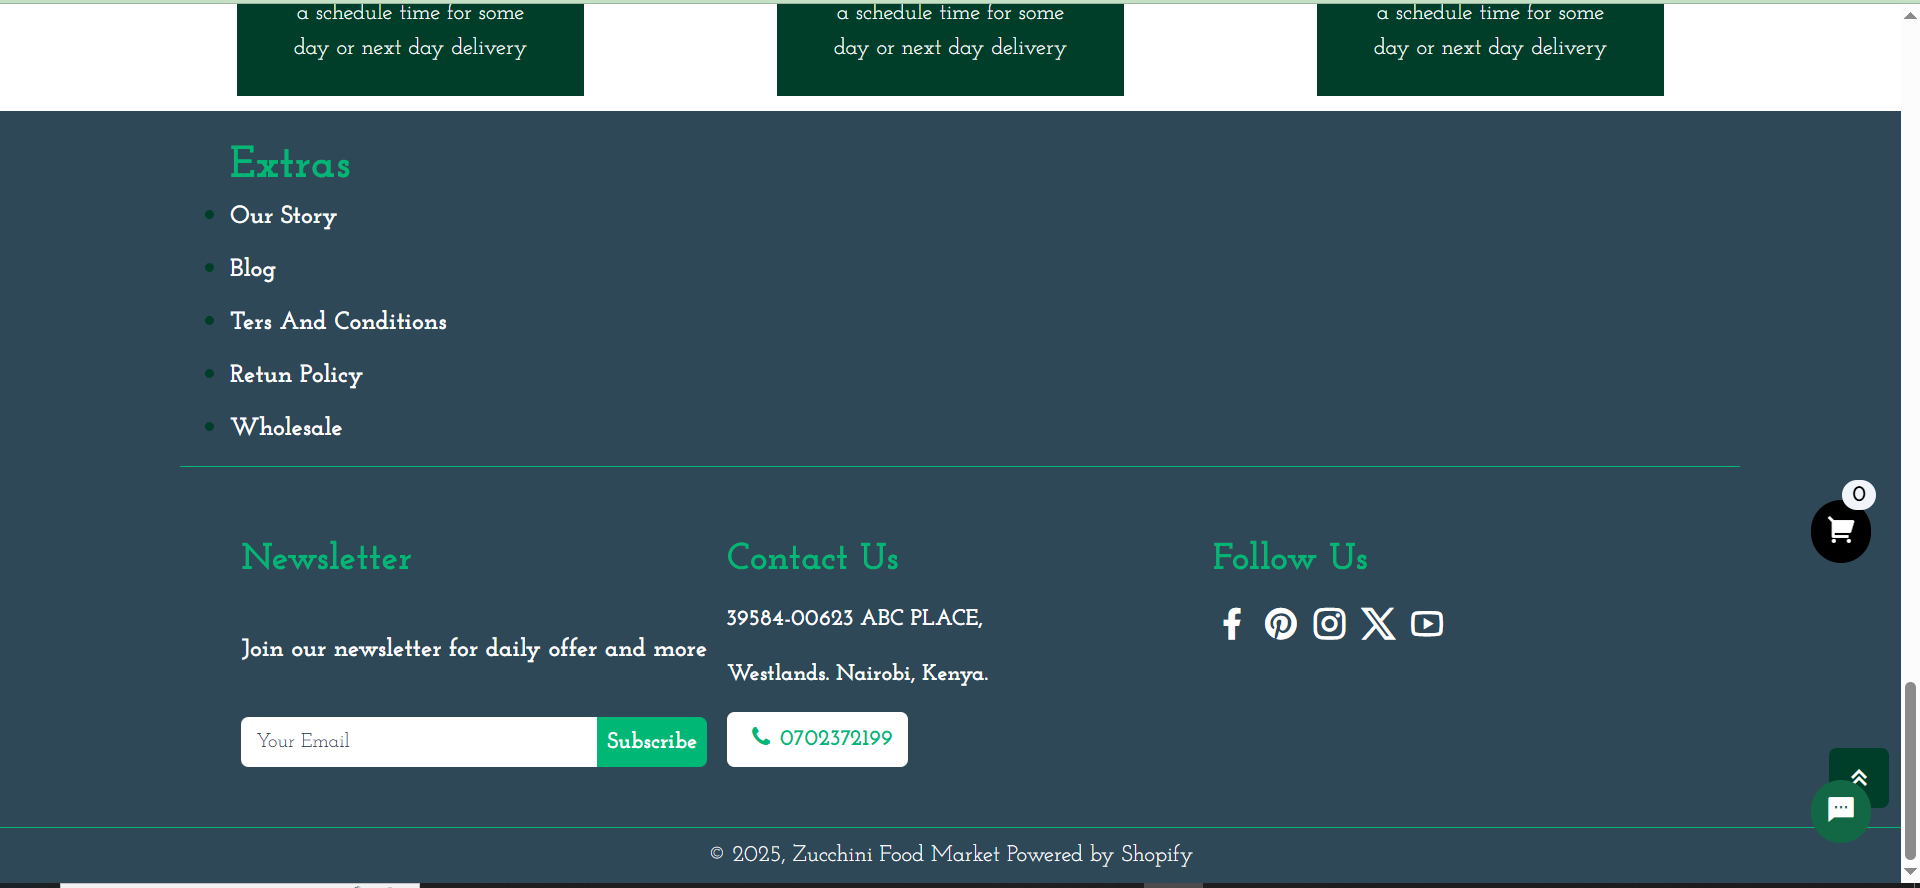 a schedule time for some
day or next day delivery
a schedule time for some
day or next day delivery
a schedule time for some
day or next day delivery
Extras
Our Story
Blog
Ters And Conditions
Retun Policy
Wholesale
0
Newsletter
Join our newsletter for daily offer and more
Your Email
Subscribe
Contact Us
39584-00623 ABC PLACE,
Westlands. Nairobi, Kenya.
0702372199
Follow Us
© 2025, Zucchini Food Market Powered by Shopify